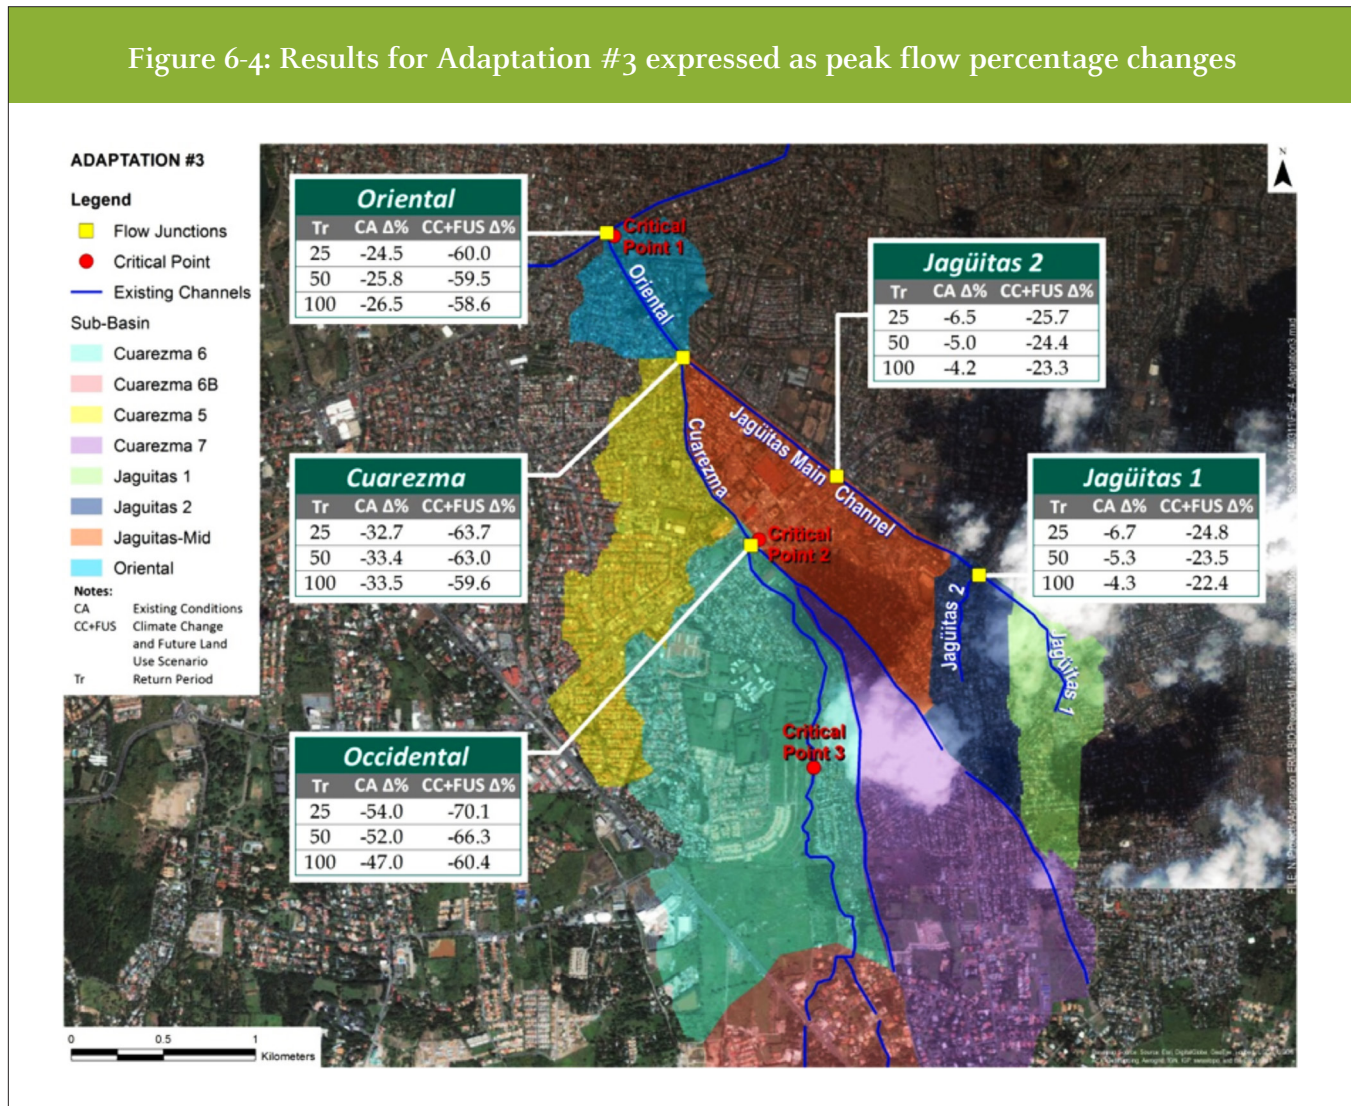 Figure 6-4: Results for Adaptation #3 expressed as peak flow percentage changes
ADAPTATION #3
Legend
Flow Junctions
Critical Point
Existing Channels
Sub-Basin
Cuarezma 6
Cuarezma 6B
Cuarezma 5
Cuarezma 7
Jaguitas 1
Jaguitas 2
Jaguitas-Mid
Oriental
Notes:
CA Existing Conditions
CC+FUS Climate Change
and Future Land
Use Scenario
Tr Return Period
Oriental
Tr CA Δ% CC+FUS Δ%
25 -24.5 -60.0
50 -25.8 -59.5
100 -26.5 -58.6
Critical
Point 1
Oriental
N
Jagüitas 2
Tr CA Δ% CC+FUS Δ%
25 -6.5 -25.7
50 -5.0 -24.4
100 -4.2 -23.3
Cuarezma
Tr CA Δ% CC+FUS Δ%
25 -32.7 -63.7
50 -33.4 -63.0
100 -33.5 -59.6
Cuarezma
Jagüitas Main Channel
Critical
Point 2
Jagüitas 1
Tr CA Δ% CC+FUS Δ%
25 -6.7 -24.8
50 -5.3 -23.5
100 -4.3 -22.4
Jagüitas 2
Jagüitas 1
Occidental
Tr CA Δ% CC+FUS Δ%
25 -54.0 -70.1
50 -52.0 -66.3
100 -47.0 -60.4
Critical
Point 3
0 0.5 1
Kilometers